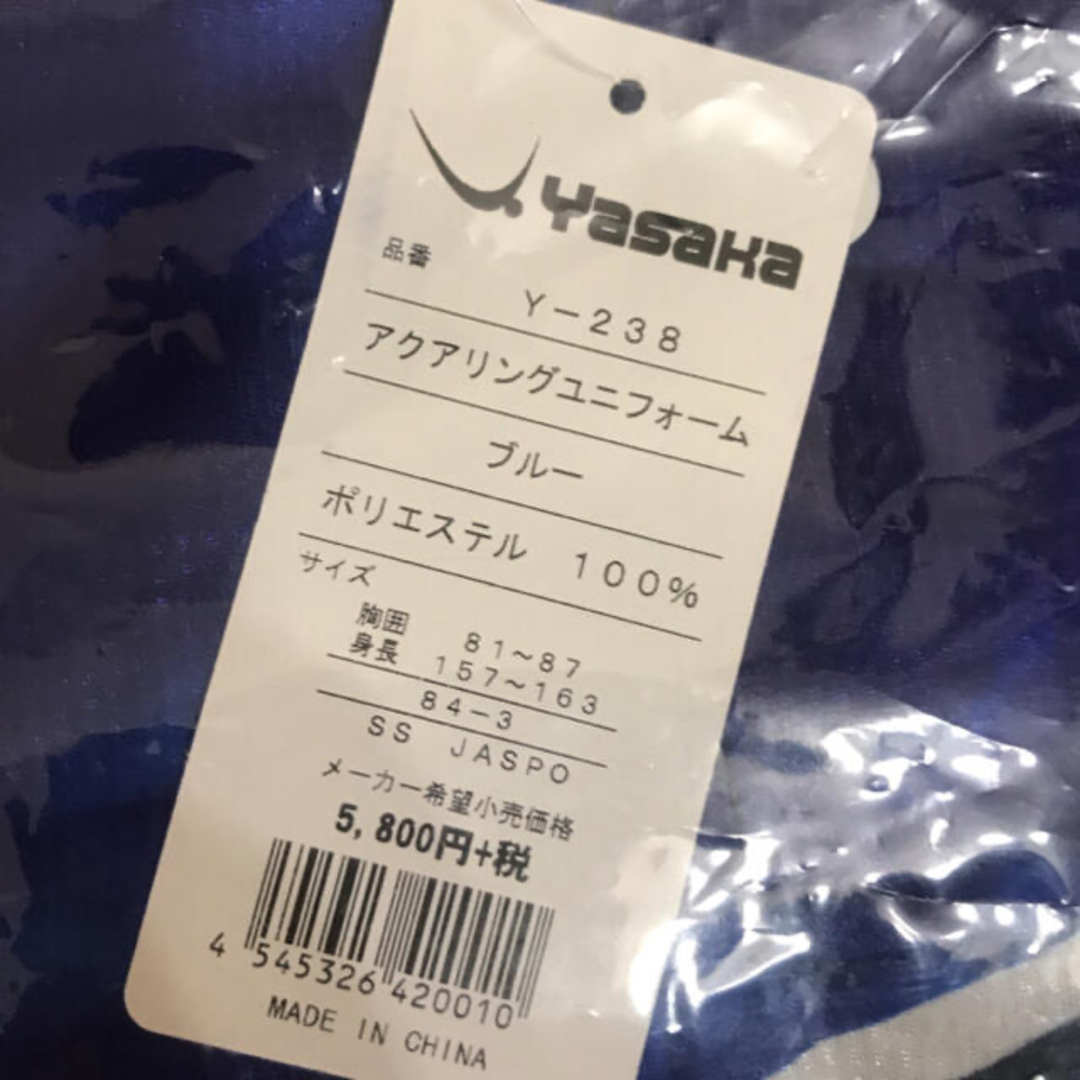 Yasaka
品番
Y-238
アクアリングユニフォーム
ブルー
ポリエステル 100%
サイズ
胸囲 81~87
身長 157~163
84-3
SS JASPO
メーカー希望小売価格
5,800円+税
4 545326 420010
MADE IN CHINA